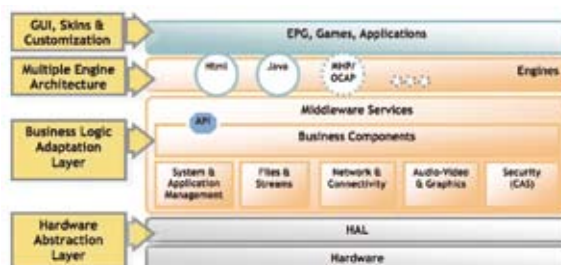 GUI, Skins &
Customization
EPG, Games, Applications
Multiple Engine
Architecture
Html
Java
MHP/
OCAP
Engines
Business Logic
Adaptation
Layer
Middleware Services
API
Business Components
System &
Application
Management
Files &
Streams
Network &
Connectivity
Audio-Video
& Graphics
Security
(CAS)
Hardware
Abstraction
Layer
HAL
Hardware